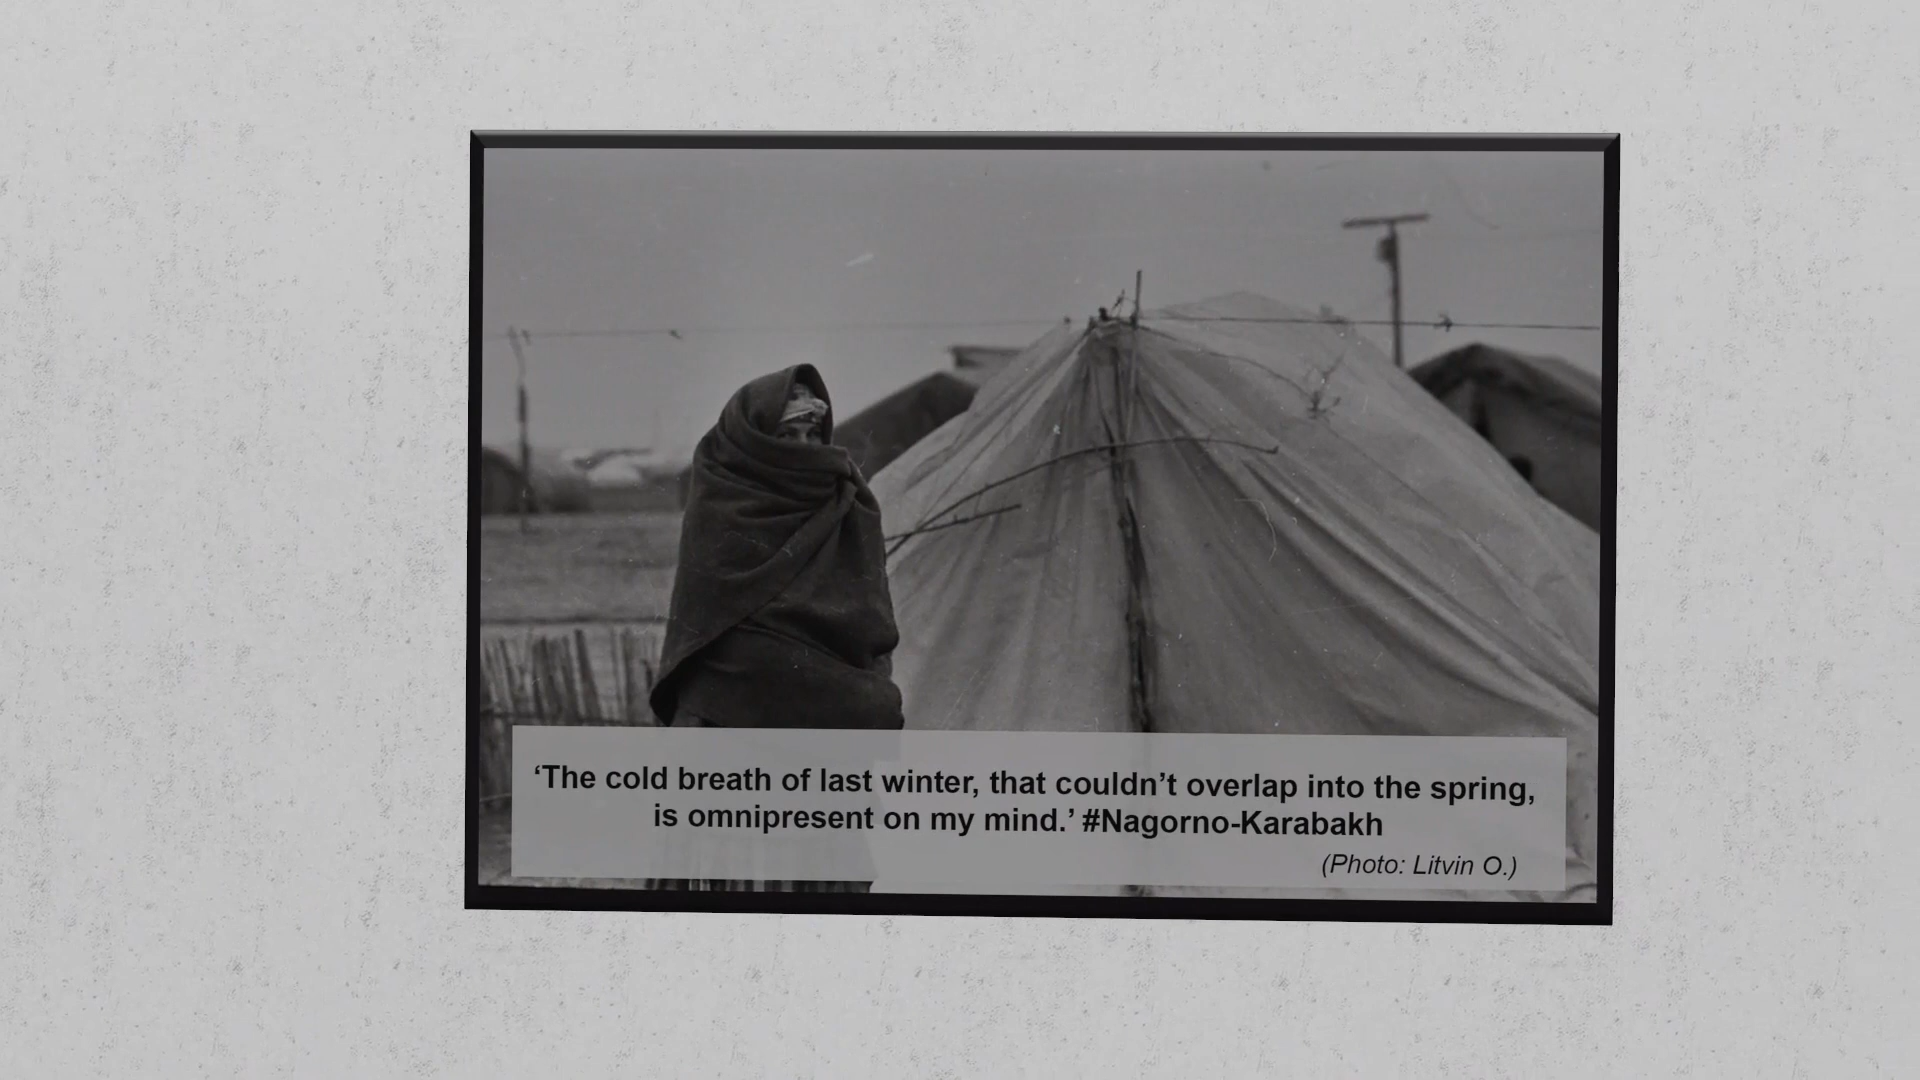 ‘The cold breath of last winter, that couldn’t overlap into the spring,
is omnipresent on my mind.’ #Nagorno-Karabakh
(Photo: Litvin O.)